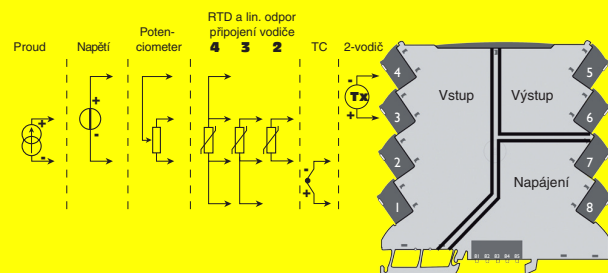 RTD a lin. odpor
připojení vodiče
Proud
Napětí
Poten-
ciometer
4 3 2
TC
2-vodič
+
-
+
-
Tx
-
+
-
+
4
3
2
1
5
6
7
8
Vstup
Výstup
Napájení